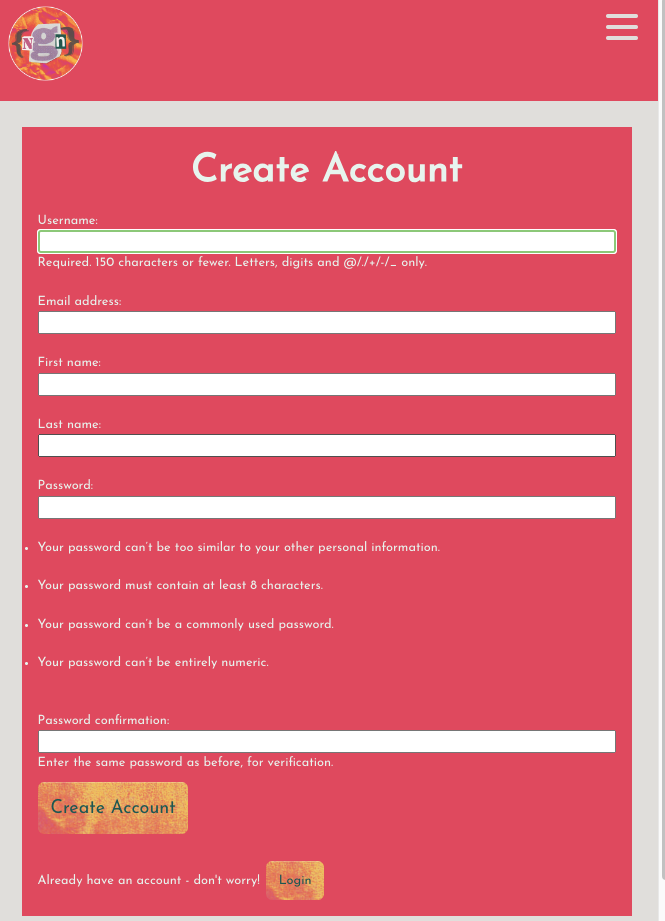 {Ngn}
Create Account
Username:
Required. 150 characters or fewer. Letters, digits and @/./+/-/_ only.
Email address:
First name:
Last name:
Password:
• Your password can't be too similar to your other personal information.
• Your password must contain at least 8 characters.
• Your password can't be a commonly used password.
• Your password can't be entirely numeric.
Password confirmation:
Enter the same password as before, for verification.
Create Account
Already have an account - don't worry! Login